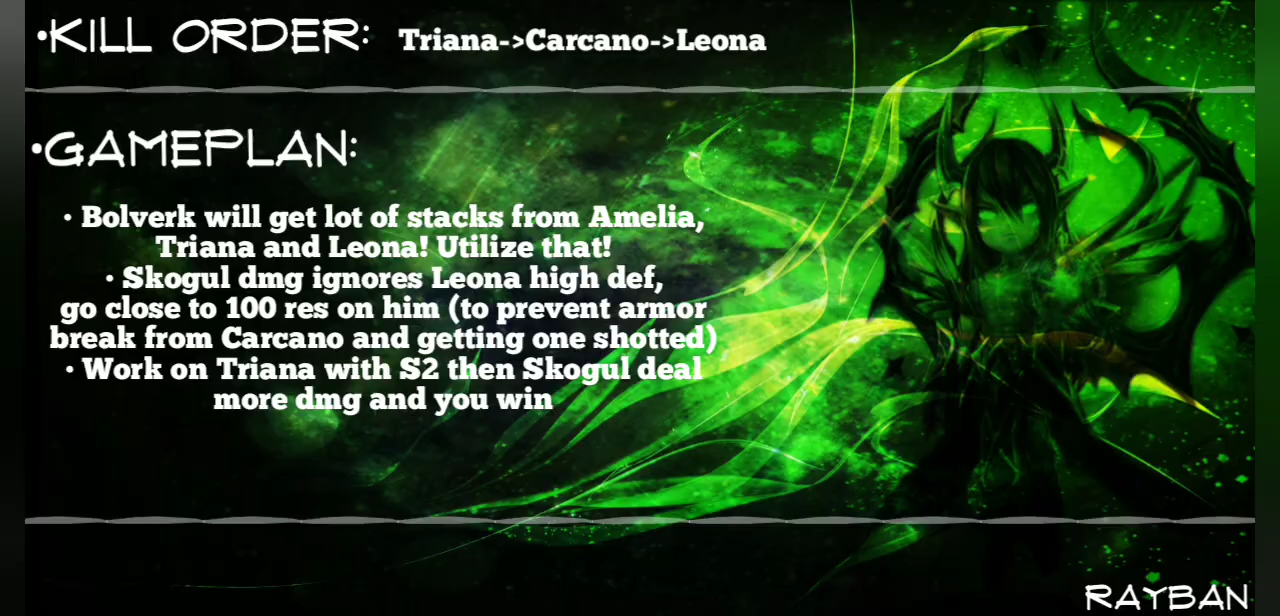 •KILL ORDER: Triana->Carcano->Leona
•GAMEPLAN:
• Bolverk will get lot of stacks from Amelia,
Triana and Leona! Utilize that!
• Skogul dmg ignores Leona high def,
go close to 100 res on him (to prevent armor
break from Carcano and getting one shotted)
• Work on Triana with S2 then Skogul deal
more dmg and you win
RAYBAN